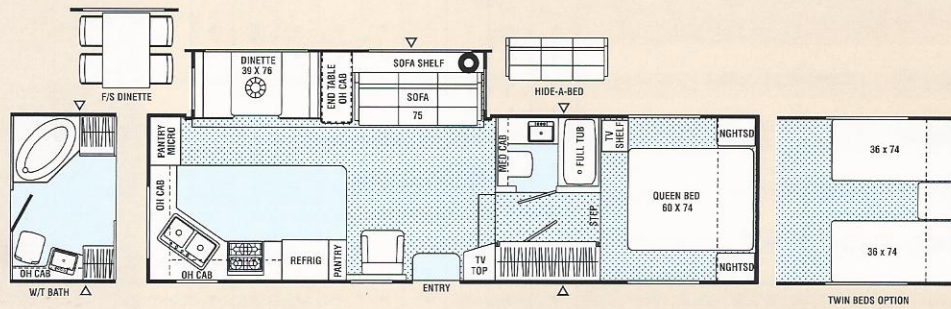 F/S DINETTE
DINETTE
39 X 76
END TABLE
OH CAB
SOFA SHELF
SOFA
75
HIDE-A-BED
PANTRY
MICRO
OH CAB
OH CAB
REFRIG
PANTRY
ENTRY
TV
TOP
MED CAB
FULL TUB
TV
SHELF
STEP
NGHTSD
QUEEN BED
60 X 74
NGHTSD
36 x 74
36 x 74
TWIN BEDS OPTION
OH CAB
W/T BATH